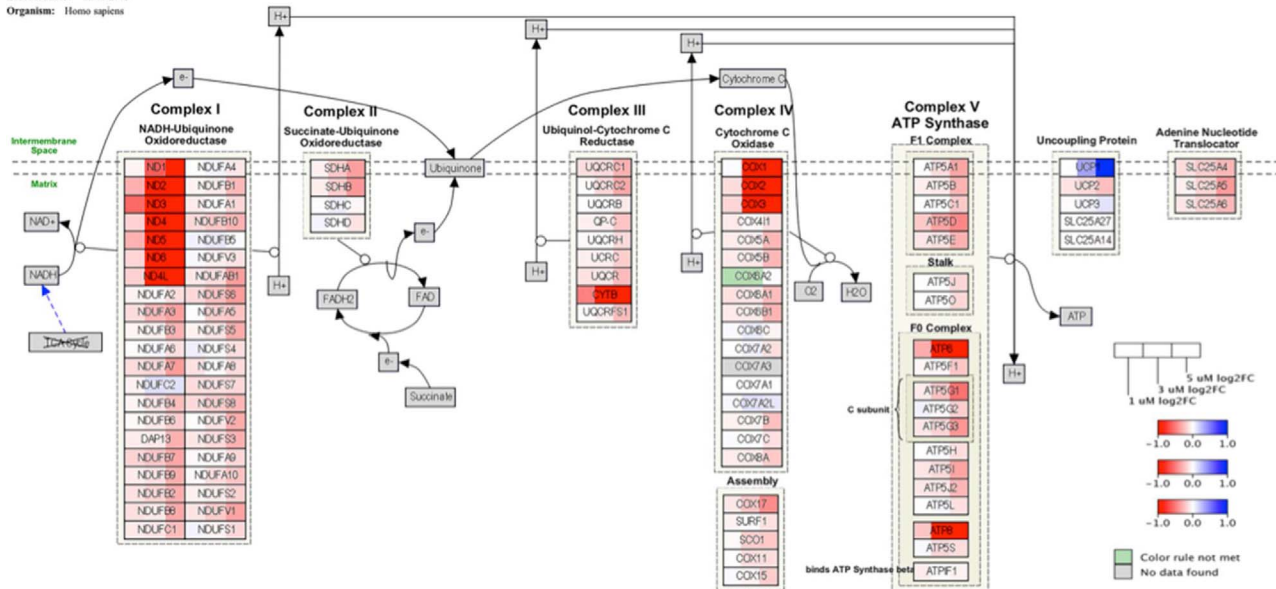 Organism: Homo sapiens
H+
H+
H+
e-
Cytochrome C
Complex I
NADH-Ubiquinone
Oxidoreductase
Complex II
Succinate-Ubiquinone
Oxidoreductase
Complex III
Ubiquinol-Cytochrome C
Reductase
Complex IV
Cytochrome C
Oxidase
Complex V
ATP Synthase
F1 Complex
Uncoupling Protein
Adenine Nucleotide
Translocator
Intermembrane
Space
Matrix
ND1
ND2
ND3
ND4
ND5
ND6
ND4L
NDUFA2
NDUFA3
NDUFB3
NDUFA6
NDUFA7
NDUFC2
NDUFB4
NDUFB6
DAP13
NDUFB7
NDUFB9
NDUFB2
NDUFB8
NDUFC1
NDUFA4
NDUFB1
NDUFA1
NDUFB10
NDUFB5
NDUFV3
NDUFAB1
NDUFS6
NDUFA5
NDUFS5
NDUFS4
NDUFA8
NDUFS7
NDUFS8
NDUFV2
NDUFS3
NDUFA9
NDUFA10
NDUFS2
NDUFV1
NDUFS1
SDHA
SDHB
SDHC
SDHD
Ubiquinone
NAD+
NADH
TCA Cycle
H+
e-
FADH2
FAD
e-
Succinate
UQCRC1
UQCRC2
UQCRB
QP-C
UQCRH
UCRC
UQCR
CYTB
UQCRFS1
H+
COX1
COX2
COX3
COX4I1
COX5A
COX5B
COX6A2
COX6A1
COX6B1
COX6C
COX7A2
COX7A3
COX7A1
COX7A2L
COX7B
COX7C
COX8A
H+
Assembly
COX17
SURF1
SCO1
COX11
COX15
O2
H2O
ATP5A1
ATP5B
ATP5C1
ATP5D
ATP5E
Stalk
ATP5J
ATP5O
F0 Complex
ATP6
ATP5F1
C subunit
ATP5G1
ATP5G2
ATP5G3
ATP5H
ATP5I
ATP5J2
ATP5L
ATP8
ATP5S
binds ATP Synthase beta
ATPIF1
UCP1
UCP2
UCP3
SLC25A27
SLC25A14
SLC25A4
SLC25A5
SLC25A6
ATP
H+
5 uM log2FC
3 uM log2FC
1 uM log2FC
-1.0 0.0 1.0
-1.0 0.0 1.0
-1.0 0.0 1.0
Color rule not met
No data found